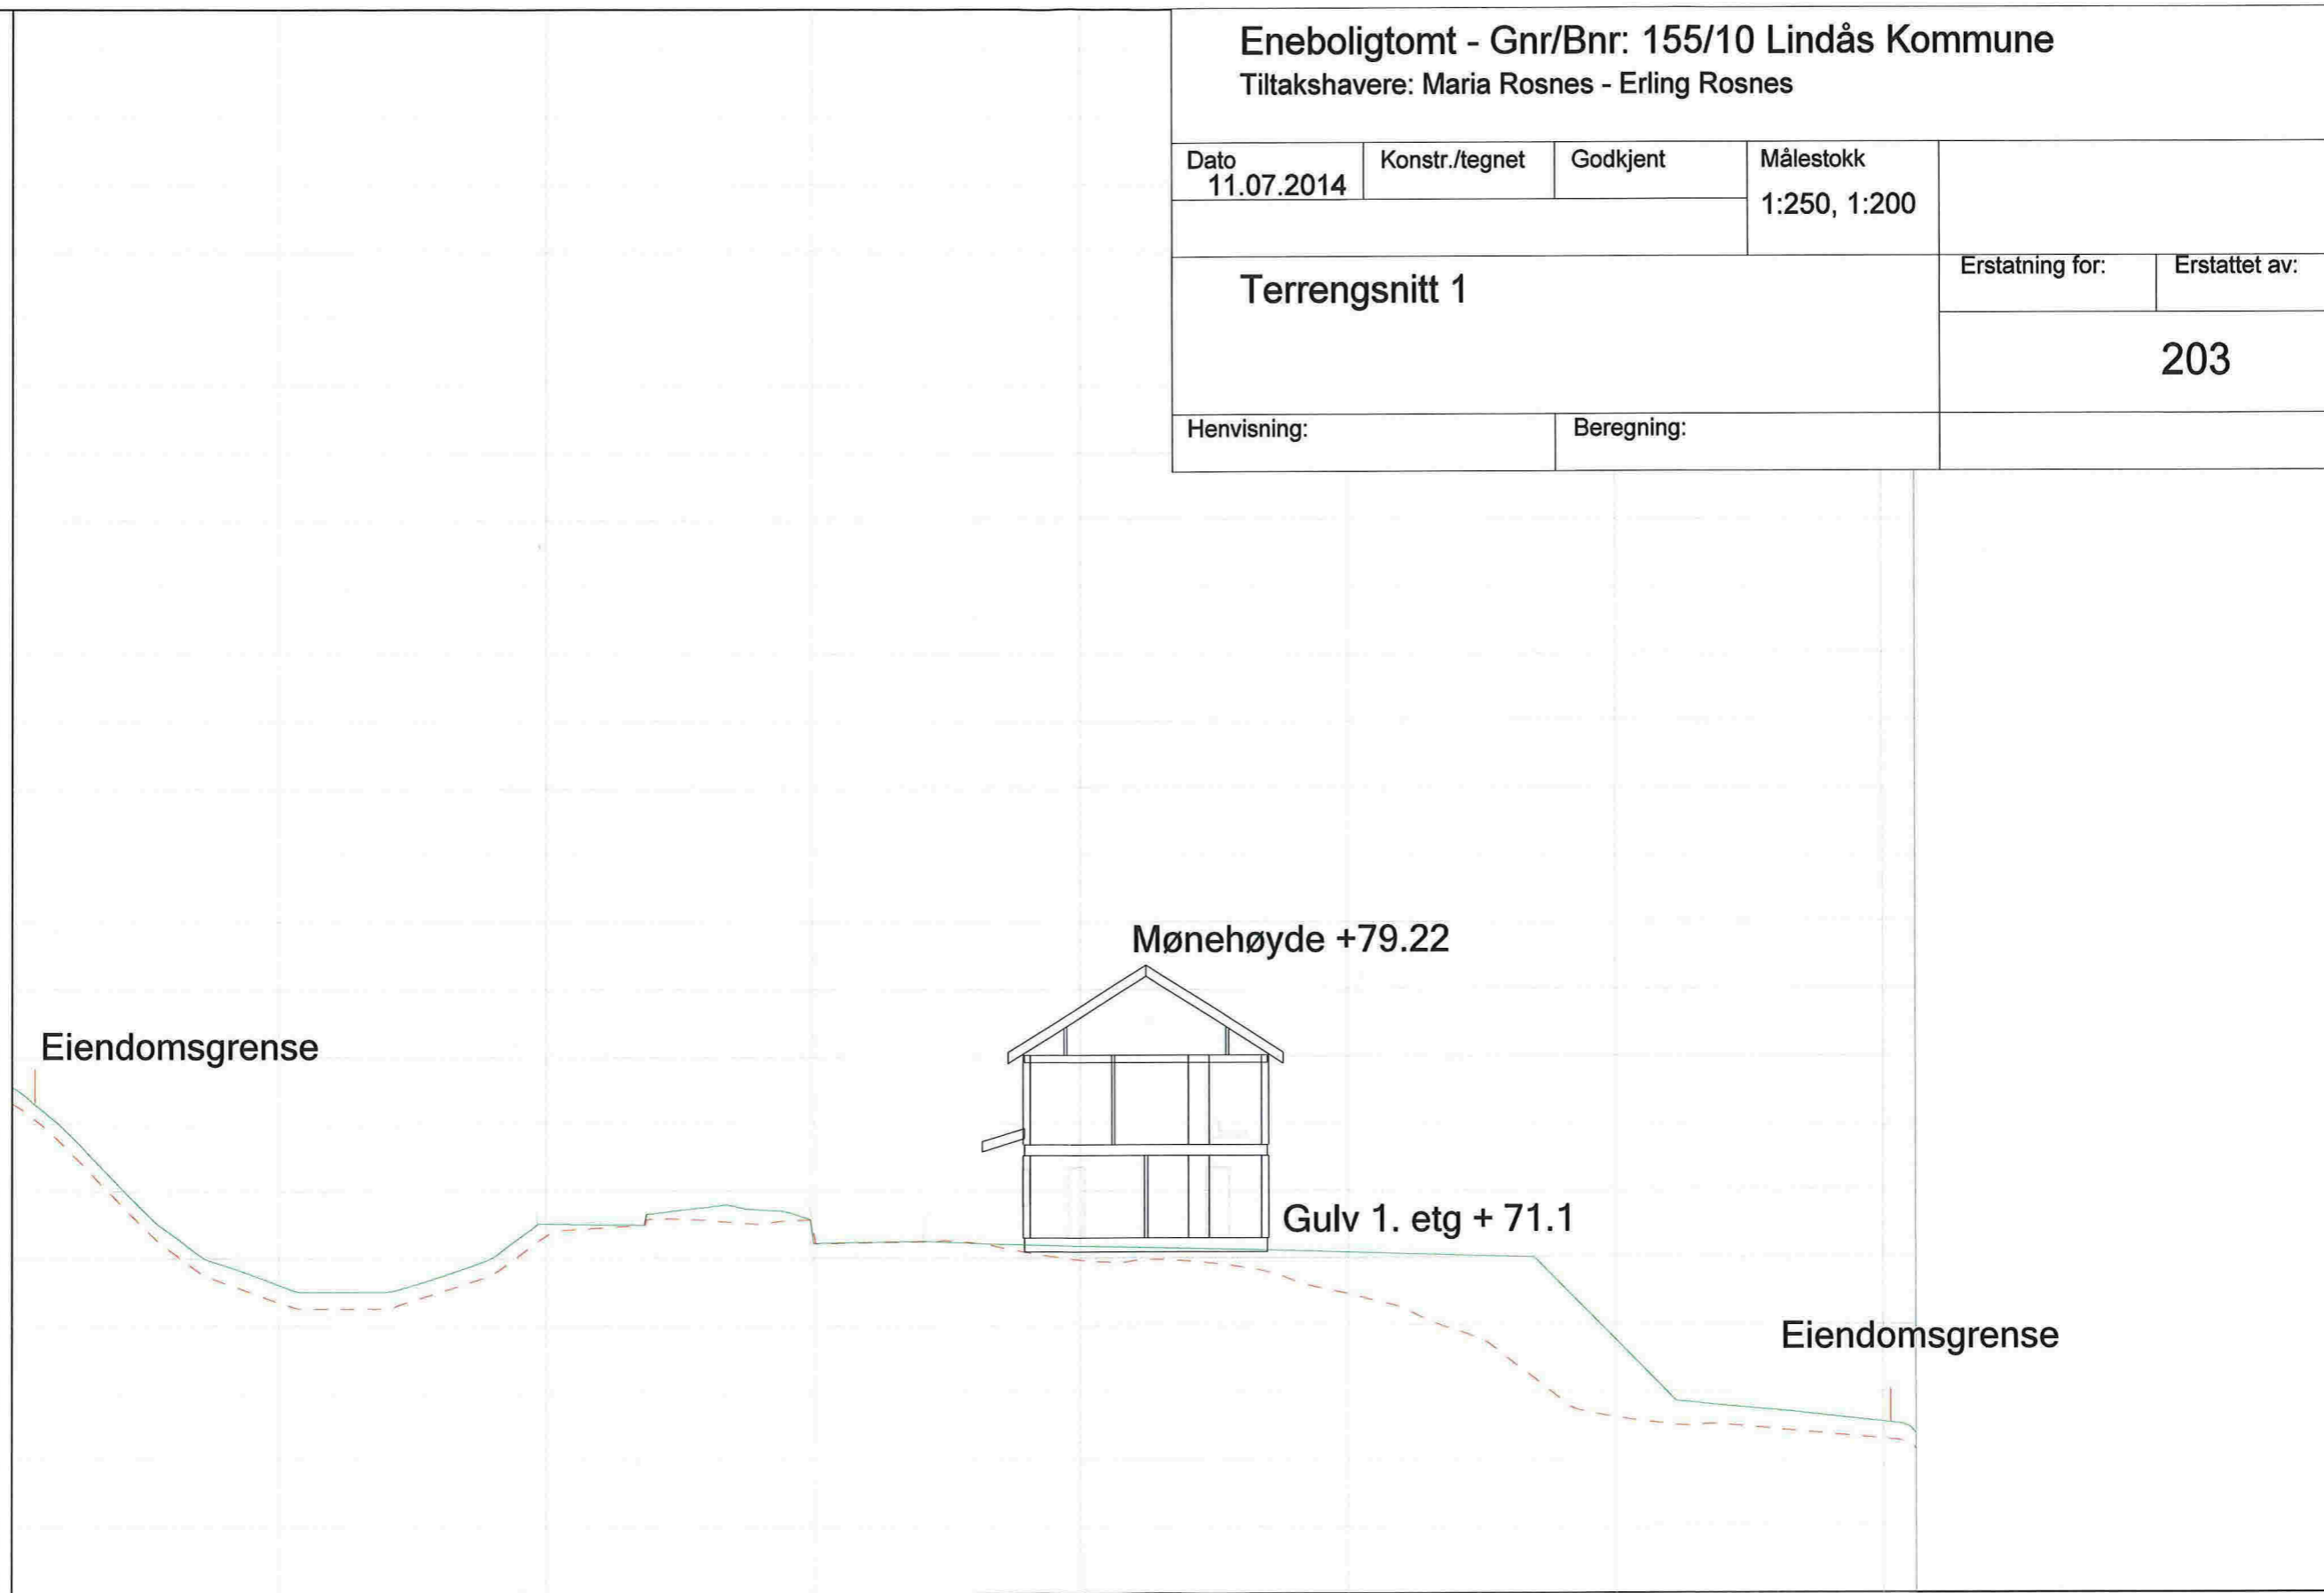 Eneboligtomt - Gnr/Bnr: 155/10 Lindås Kommune
Tiltakshavere: Maria Rosnes - Erling Rosnes
Dato
11.07.2014
Konstr./tegnet
Godkjent
Målestokk
1:250, 1:200
Terrengsnitt 1
Erstatning for:
Erstattet av:
203
Henvisning:
Beregning:
Mønehøyde +79.22
Eiendomsgrense
Gulv 1. etg + 71.1
Eiendomsgrense